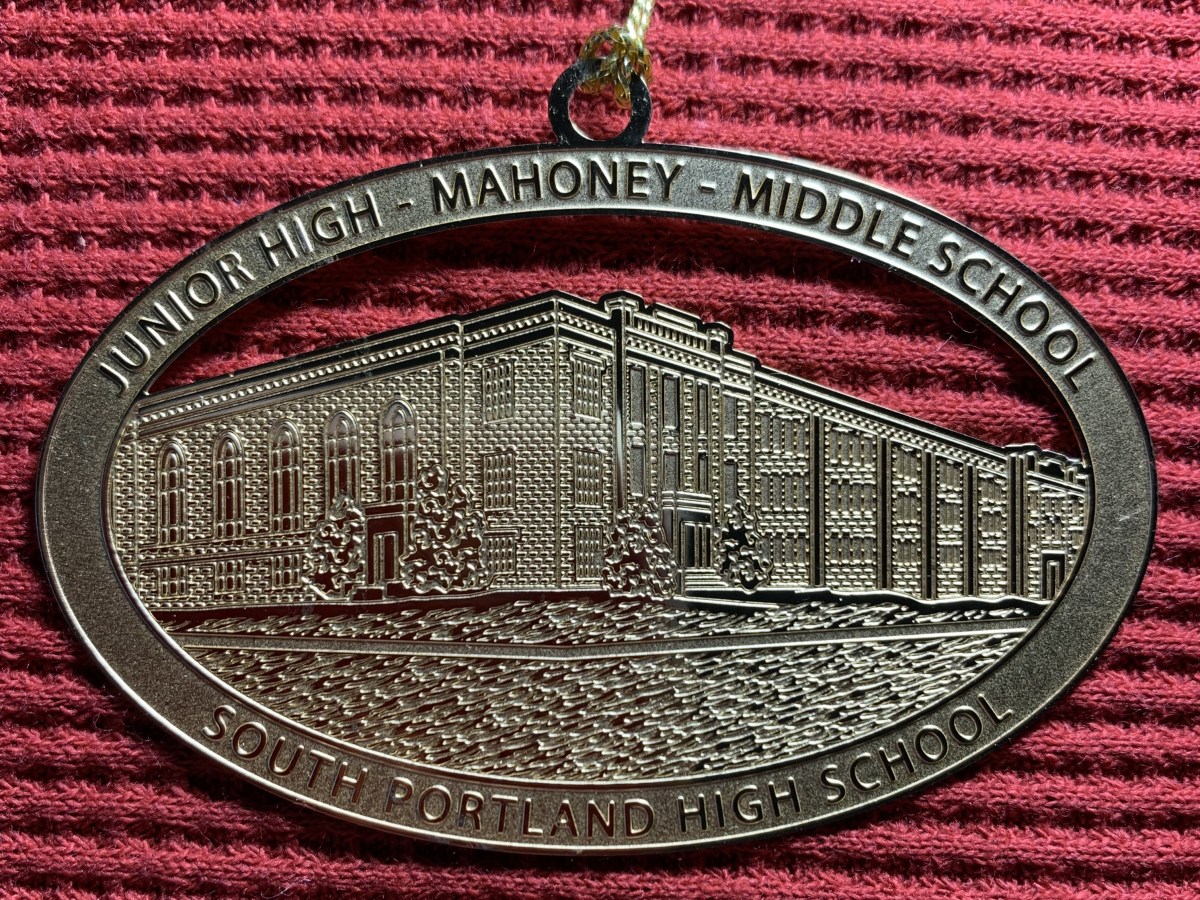 JUNIOR HIGH - MAHONEY - MIDDLE SCHOOL
SOUTH PORTLAND HIGH SCHOOL